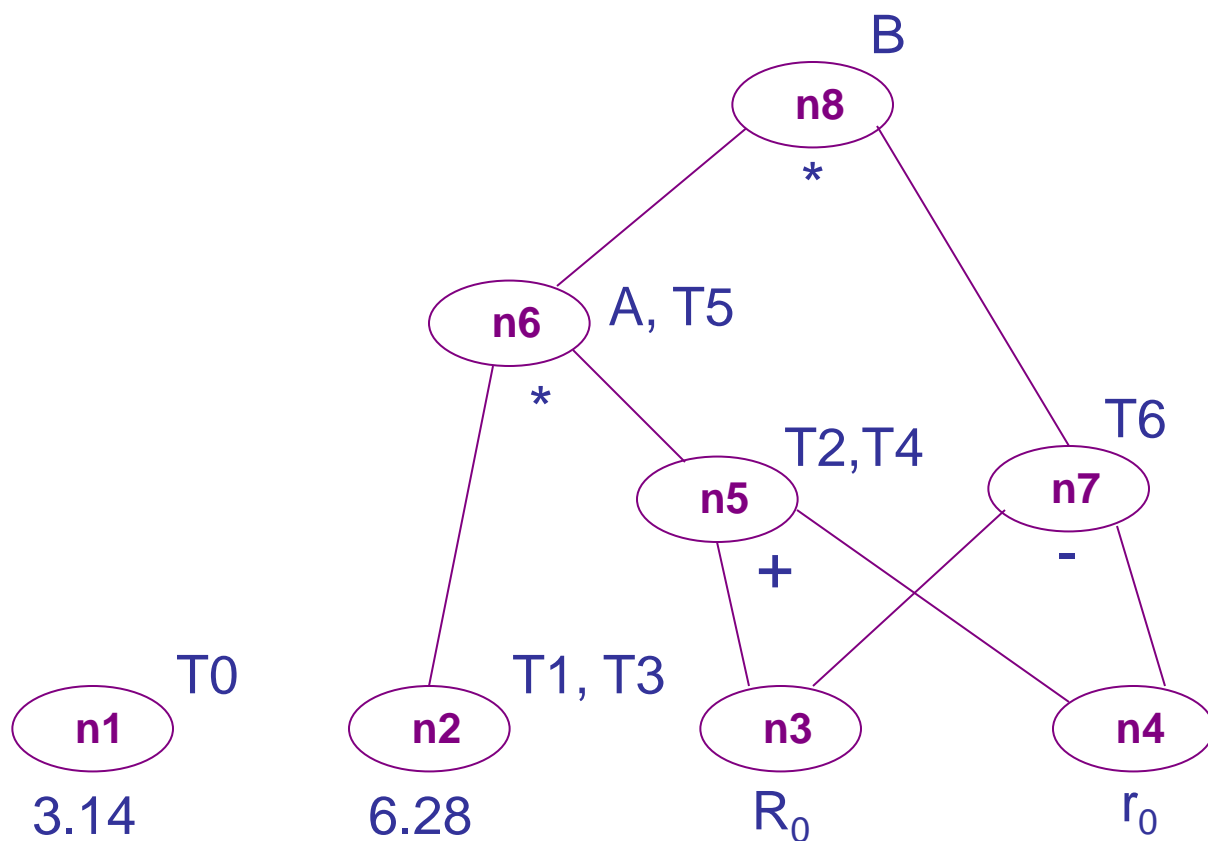 B
n8
*
n6 A, T5
*
T6
T2,T4
n5 n7
+ -
T0 T1, T3
n1 n2 n3 n4
3.14 6.28 R₀ r₀